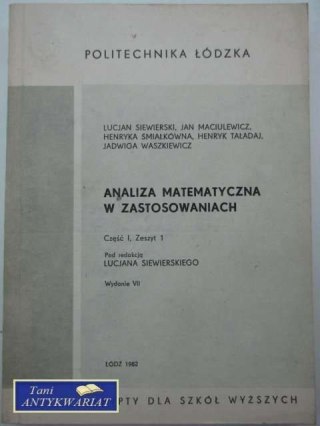 POLITECHNIKA ŁÓDZKA
LUCJAN SIEWIERSKI, JAN MACIULEWICZ,
HENRYKA ŚMIAŁKÓWNA, HENRYK TAŁADAJ,
JADWIGA WASZKIEWICZ
ANALIZA MATEMATYCZNA
W ZASTOSOWANIACH
Część I, Zeszyt 1
Pod redakcją
LUCJANA SIEWIERSKIEGO
Wydanie VII
ŁÓDŹ 1982
Tani
ANTYKWARIAT
PTY DLA SZKÓŁ WYŻSZYCH